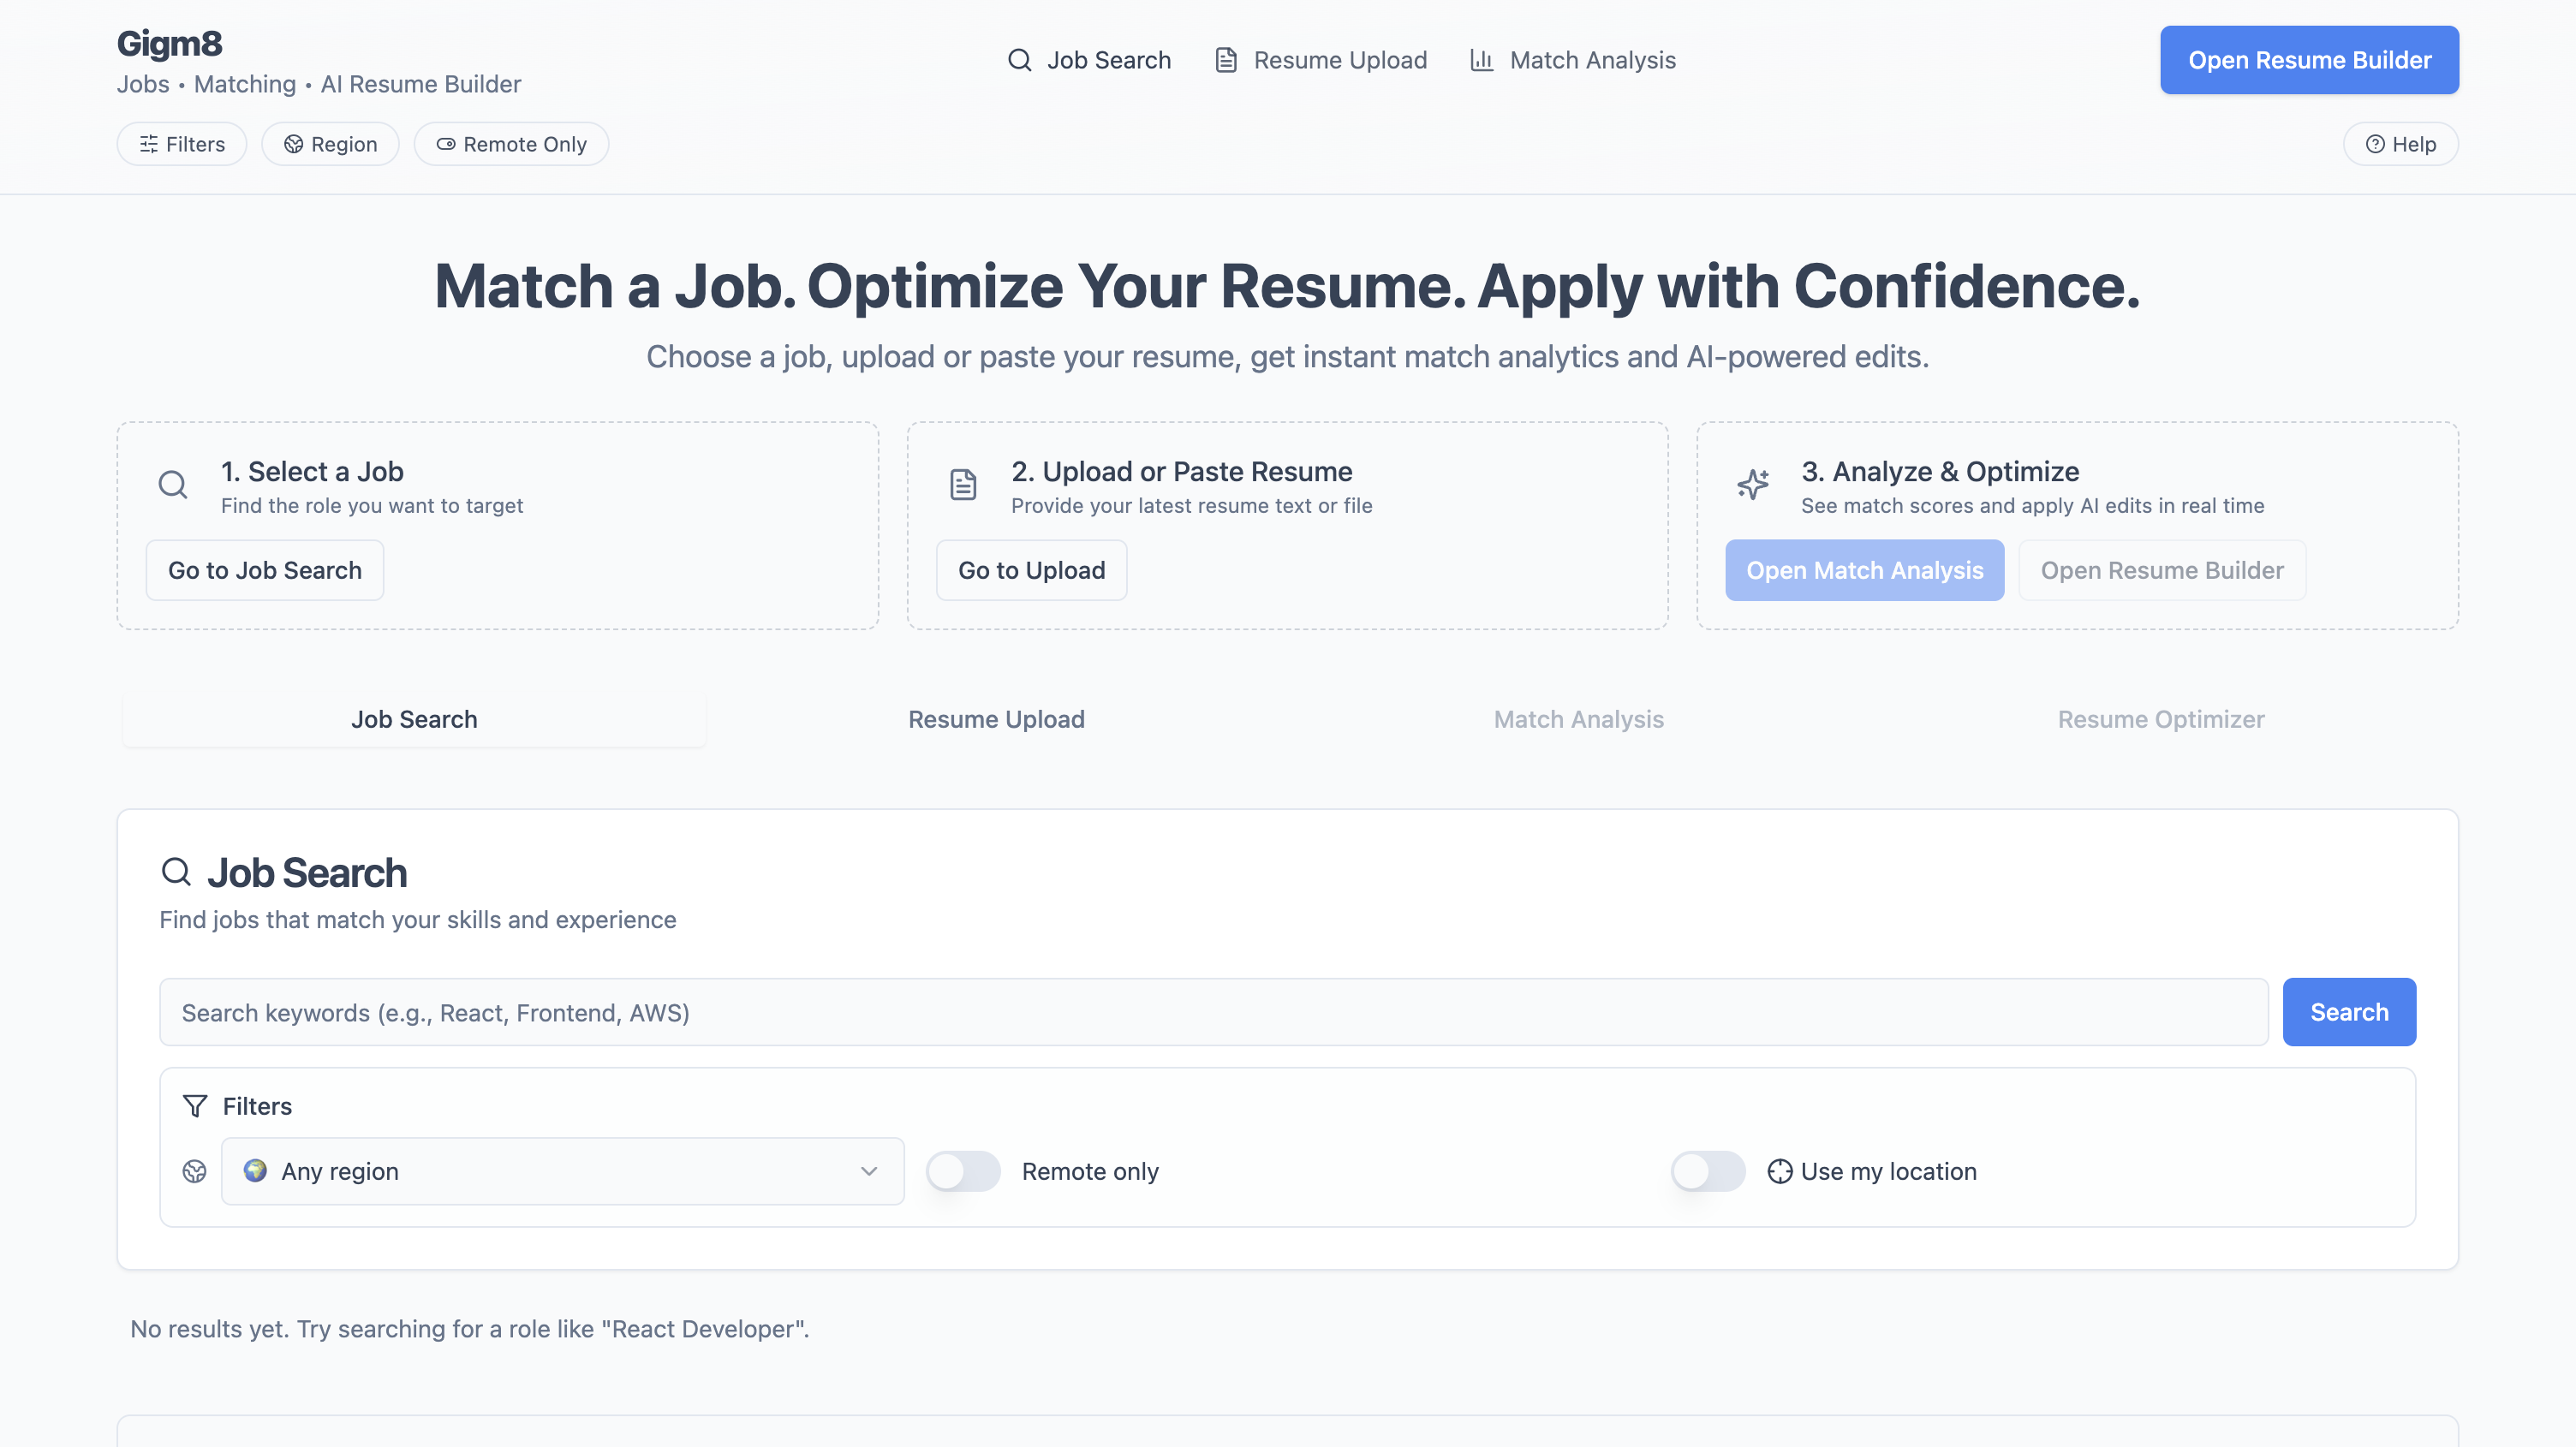 Gigm8
Jobs • Matching • AI Resume Builder
Job Search
Resume Upload
Match Analysis
Open Resume Builder
Filters
Region
Remote Only
Help
Match a Job. Optimize Your Resume. Apply with Confidence.
Choose a job, upload or paste your resume, get instant match analytics and AI-powered edits.
1. Select a Job
Find the role you want to target
Go to Job Search
2. Upload or Paste Resume
Provide your latest resume text or file
Go to Upload
3. Analyze & Optimize
See match scores and apply AI edits in real time
Open Match Analysis
Open Resume Builder
Job Search
Resume Upload
Match Analysis
Resume Optimizer
Job Search
Find jobs that match your skills and experience
Search keywords (e.g., React, Frontend, AWS)
Search
Filters
Any region
Remote only
Use my location
No results yet. Try searching for a role like "React Developer".